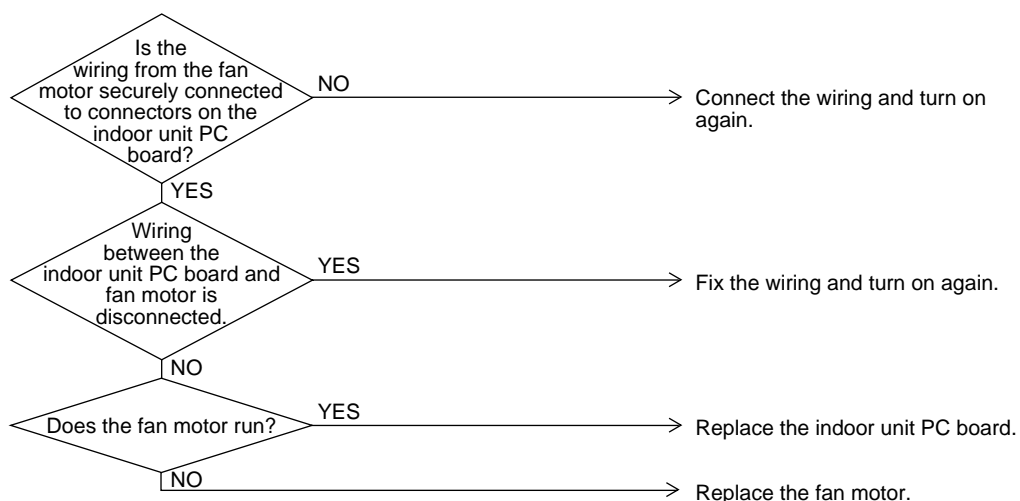 Is the
wiring from the fan
motor securely connected
to connectors on the
indoor unit PC
board?
NO
Connect the wiring and turn on
again.
YES
Wiring
between the
indoor unit PC board and
fan motor is
disconnected.
YES
Fix the wiring and turn on again.
NO
Does the fan motor run?
YES
Replace the indoor unit PC board.
NO
Replace the fan motor.